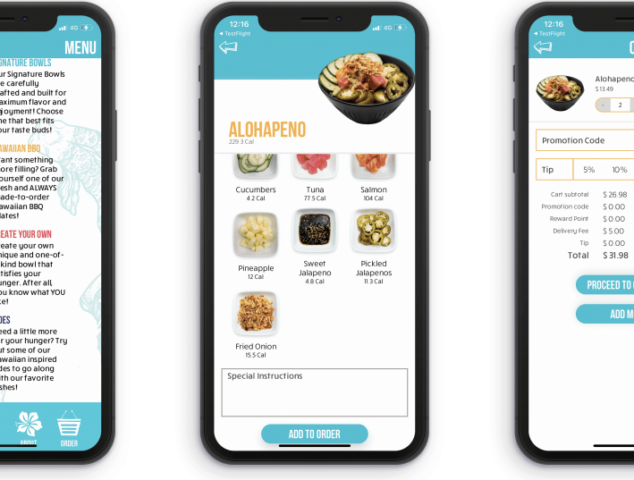 MENU
GNATURE BOWLS
ur Signature Bowls
e carefully
afted and built for
aximum flavor and
joyment! Choose
ne that best fits
our taste buds!
AWAIIAN BBQ
ant something
ore filling? Grab
urself one of our
esh and ALWAYS
ade-to-order
awaiian BBQ
lates!
EATE YOUR OWN
eate your own
nique and one-of-
kind bowl that
tisfies your
unger. After all,
u know what YOU
ke!
DES
eed a little more
r your hunger? Try
ut some of our
awaiian inspired
des to go along
th our favorite
shes!
ABOUT
ORDER
12:16
4G
TestFlight
ALOHAPENO
229.3 Cal
Cucumbers
4.2 Cal
Tuna
77.5 Cal
Salmon
104 Cal
Pineapple
12 Cal
Sweet
Jalapeno
48 Cal
Pickled
Jalapenos
11.3 Cal
Fried Onion
15.5 Cal
Special Instructions
ADD TO ORDER
12:16
TestFlight
Alohapeno
$13.49
- 2
Promotion Code
Tip 5% 10%
Cart subtotal $ 26.98
Promotion code $ 0.00
Reward Point $ 0.00
Delivery Fee $ 5.00
Tip $ 0.00
Total $ 31.98
PROCEED TO
ADD M